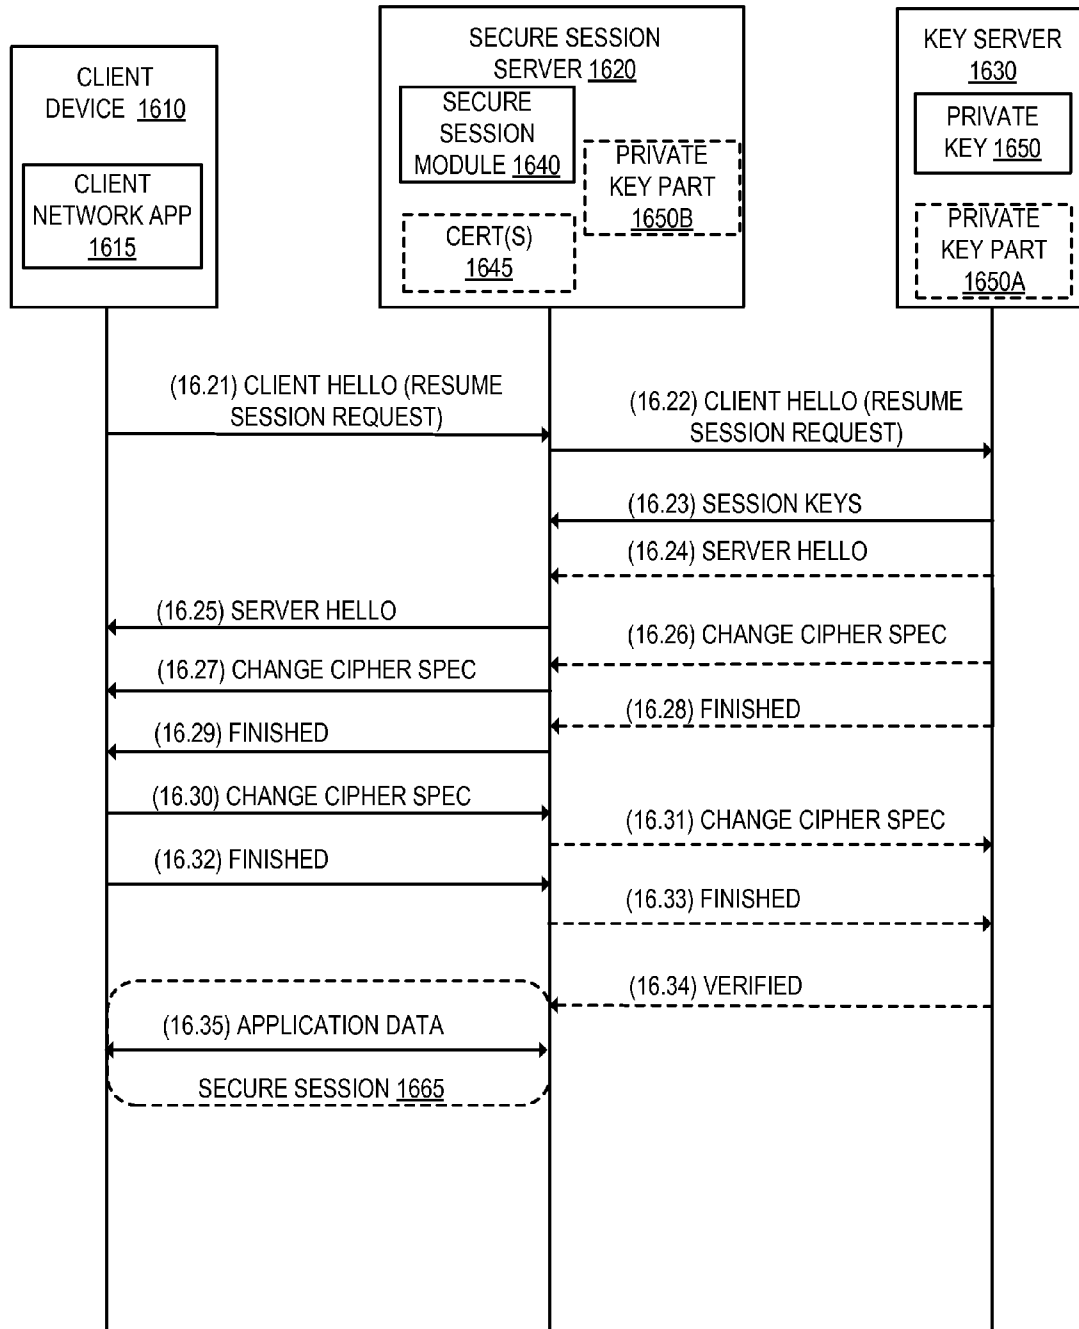 CLIENT
DEVICE 1610
CLIENT
NETWORK APP
1615
SECURE SESSION
SERVER 1620
SECURE
SESSION
MODULE 1640
PRIVATE
KEY PART
1650B
CERT(S)
1645
KEY SERVER
1630
PRIVATE
KEY 1650
PRIVATE
KEY PART
1650A
(16.21) CLIENT HELLO (RESUME
SESSION REQUEST)
(16.22) CLIENT HELLO (RESUME
SESSION REQUEST)
(16.23) SESSION KEYS
(16.24) SERVER HELLO
(16.25) SERVER HELLO
(16.26) CHANGE CIPHER SPEC
(16.27) CHANGE CIPHER SPEC
(16.28) FINISHED
(16.29) FINISHED
(16.30) CHANGE CIPHER SPEC
(16.31) CHANGE CIPHER SPEC
(16.32) FINISHED
(16.33) FINISHED
(16.34) VERIFIED
(16.35) APPLICATION DATA
SECURE SESSION 1665